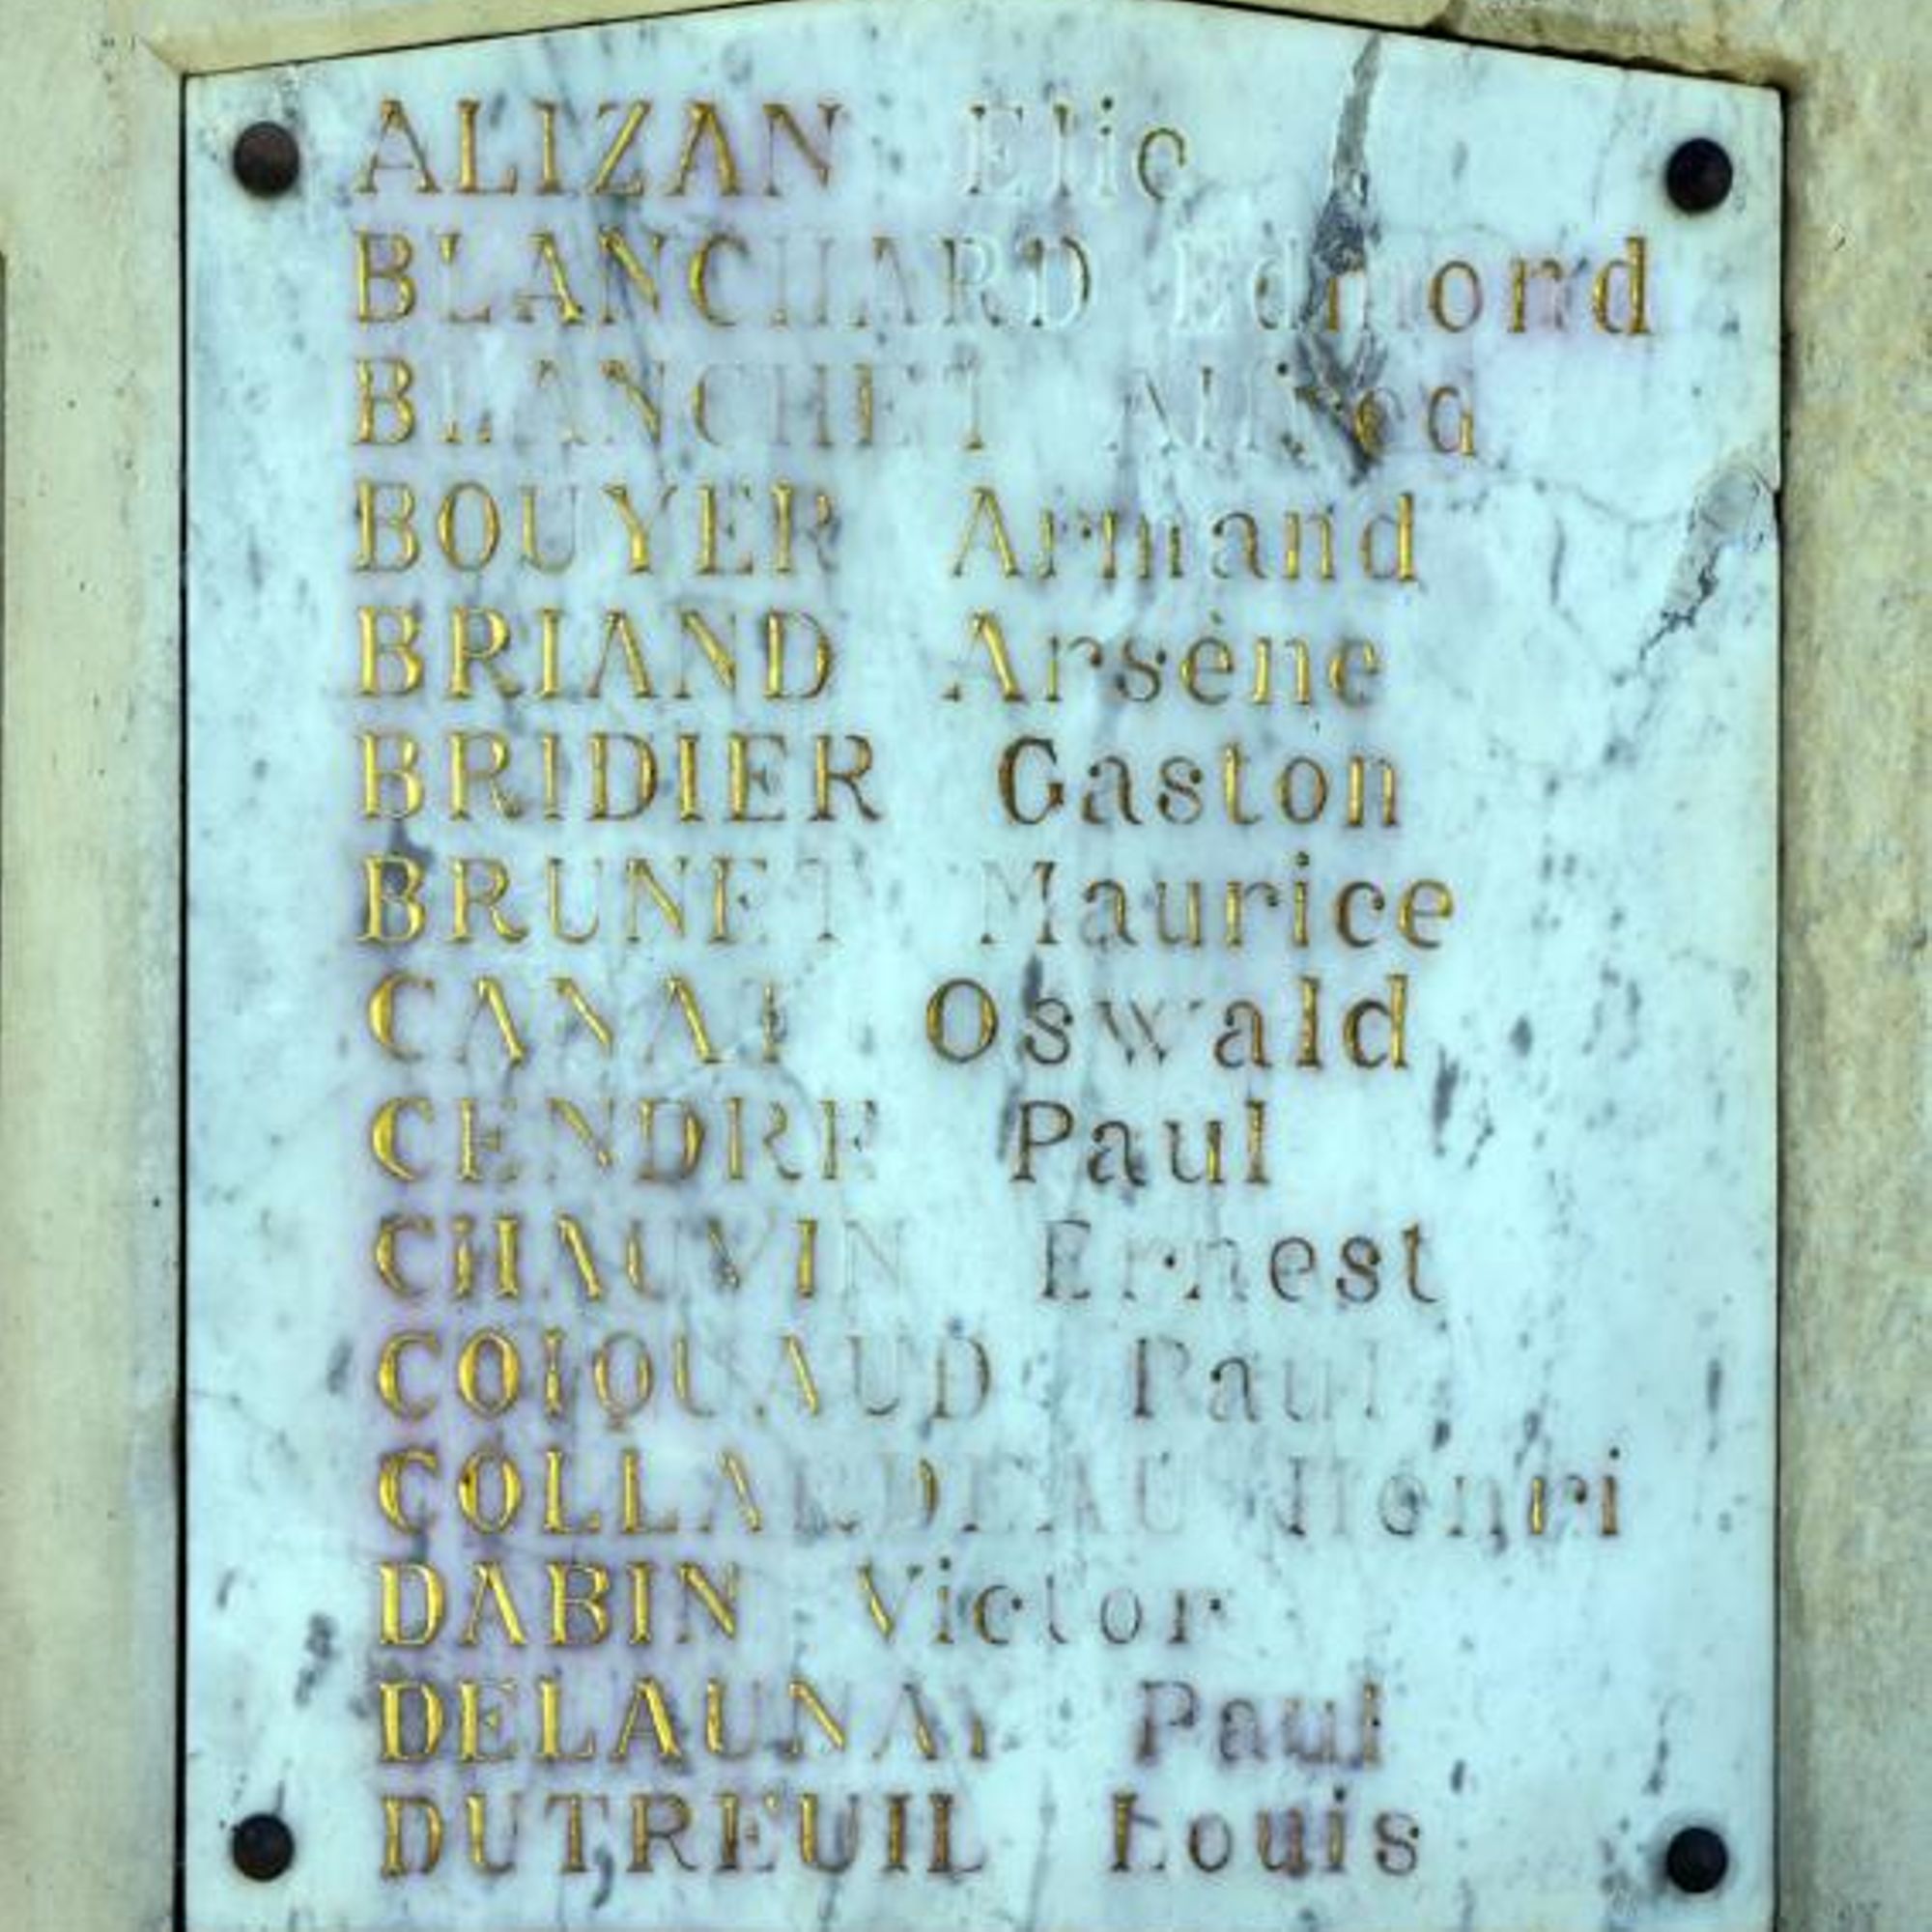 ALIZAN Elie
BLANCHARD Edmond
BLANCHET Alfred
BOUYER Armand
BRIAND Arsène
BRIDIER Gaston
BRUNET Maurice
Oswald
CENDRE Paul
CHAUVIN Ernest
COIQUAUD Paul
COLLARDEAU Henri
DABIN Victor
DELAUNAY Paul
DUTREUIL Louis